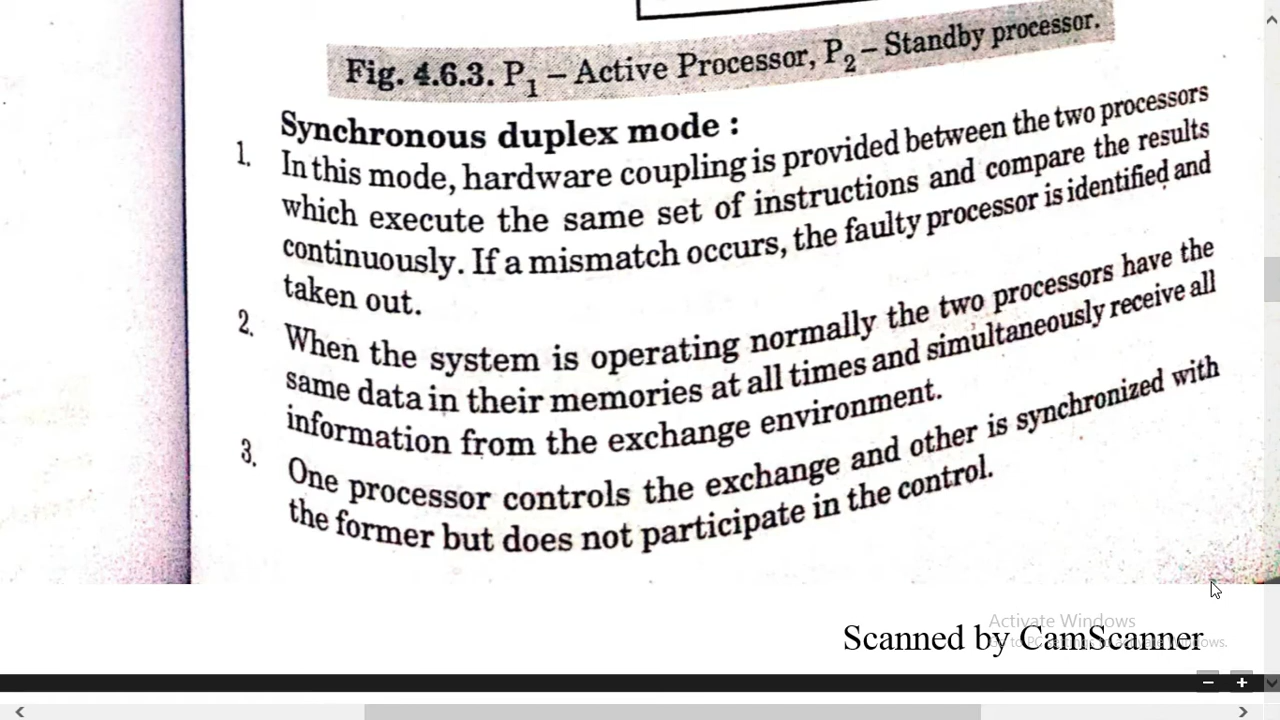 Fig. 4.6.3. P1 – Active Processor, P2 – Standby processor.
Synchronous duplex mode :
1. In this mode, hardware coupling is provided between the two processors
which execute the same set of instructions and compare the results
continuously. If a mismatch occurs, the faulty processor is identified and
taken out.
2. When the system is operating normally the two processors have the
same data in their memories at all times and simultaneously receive all
information from the exchange environment.
3. One processor controls the exchange and other is synchronized with
the former but does not participate in the control.
Activate Windows
Scanned by CamScanner